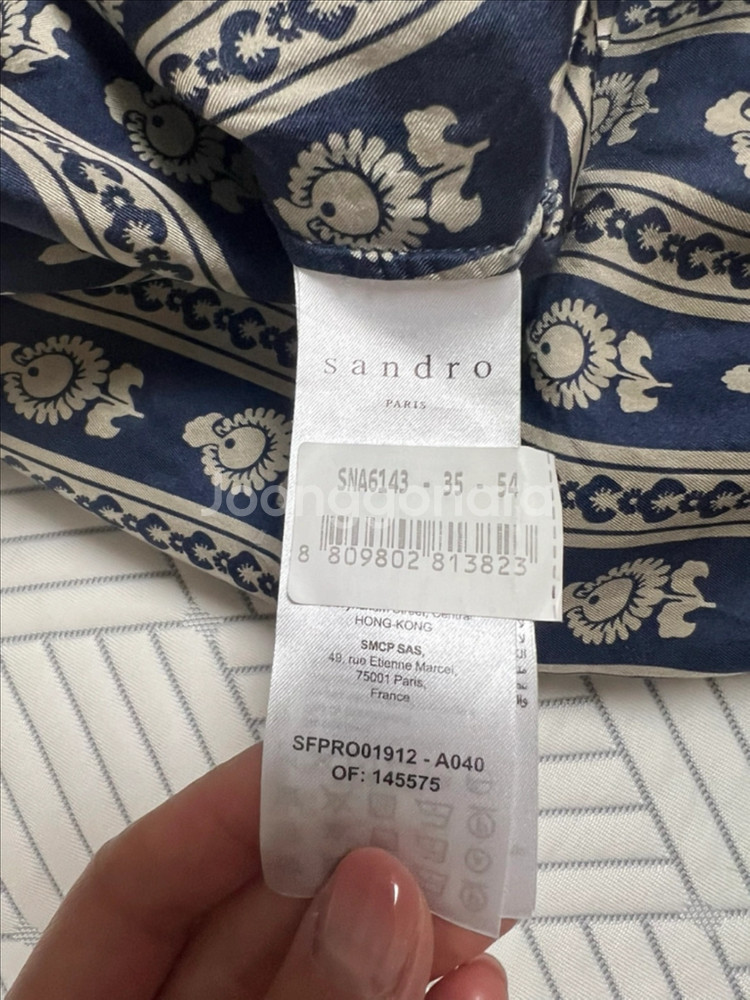 sandro
PARIS
SNA6143 - 35 - 54
Joonggonara
8 809802 813823
HONG-KONG
SMCP SAS,
49, rue Etienne Marcel,
75001 Paris,
France
SFPRO01912 - A040
OF: 145575